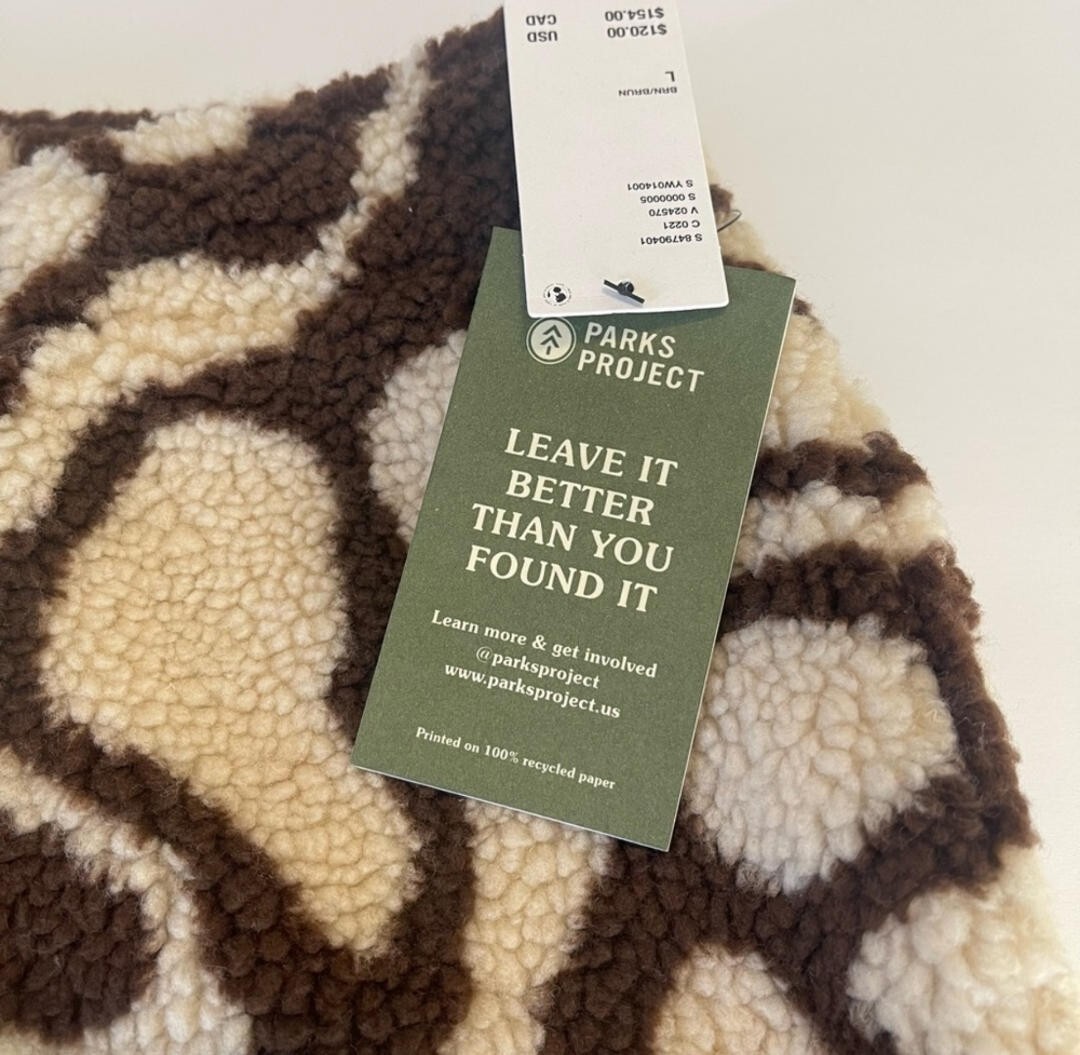 S 84790401
C 0221
V 024570
S 0000005
S YW014001
BRN/BRUN
L
$120.00 USD
$154.00 CAD
PARKS
PROJECT
LEAVE IT
BETTER
THAN YOU
FOUND IT
Learn more & get involved
@parksproject
www.parksproject.us
Printed on 100% recycled paper